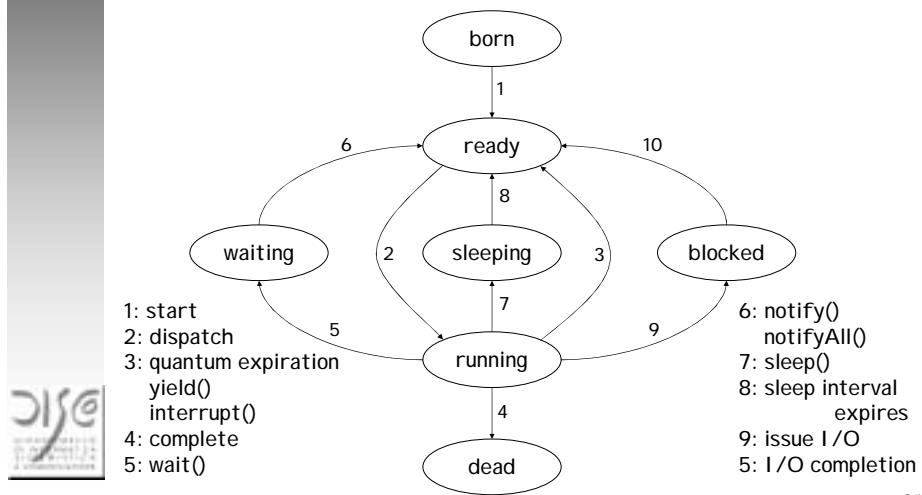 born
1
ready
6
10
8
waiting
2
sleeping
3
blocked
7
5
9
running
4
dead
1: start
2: dispatch
3: quantum expiration
yield()
interrupt()
4: complete
5: wait()
6: notify()
notifyAll()
7: sleep()
8: sleep interval
expires
9: issue I/O
5: I/O completion
DISCO